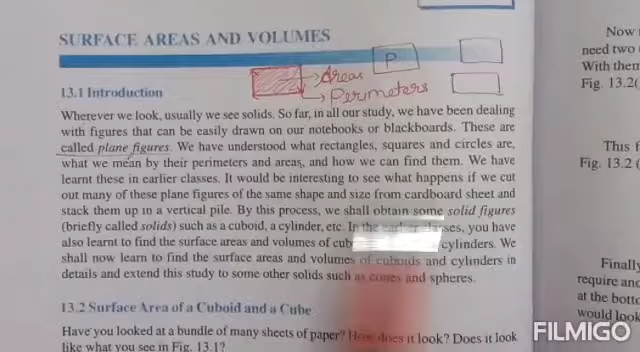 SURFACE AREAS AND VOLUMES
Areas
P
Perimeters
13.1 Introduction
Wherever we look, usually we see solids. So far, in all our study, we have been dealing
with figures that can be easily drawn on our notebooks or blackboards. These are
called plane figures. We have understood what rectangles, squares and circles are,
what we mean by their perimeters and areas, and how we can find them. We have
learnt these in earlier classes. It would be interesting to see what happens if we cut
out many of these plane figures of the same shape and size from cardboard sheet and
stack them up in a vertical pile. By this process, we shall obtain some solid figures
(briefly called solids) such as a cuboid, a cylinder, etc. In the earlier classes, you have
also learnt to find the surface areas and volumes of cub cylinders. We
shall now learn to find the surface areas and volumes of cuboids and cylinders in
details and extend this study to some other solids such as cones and spheres.
13.2 Surface Area of a Cuboid and a Cube
Have you looked at a bundle of many sheets of paper? How does it look? Does it look
like what you see in Fig. 13.1?
Now
need two
With then
Fig. 13.2(
This f
Fig. 13.2 (
Finally
require and
at the botto
would look
FILMIGO